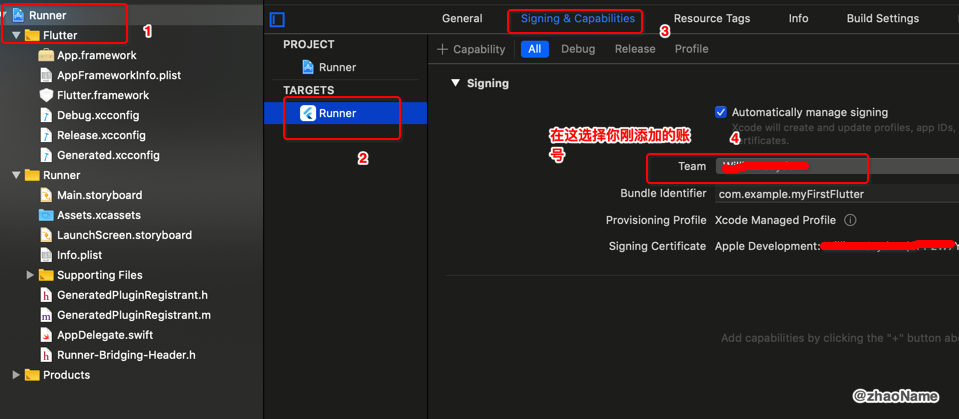 Runner
1
Flutter
App.framework
AppFrameworkInfo.plist
Flutter.framework
Debug.xcconfig
Release.xcconfig
Generated.xcconfig
Runner
Main.storyboard
Assets.xcassets
LaunchScreen.storyboard
Info.plist
Supporting Files
GeneratedPluginRegistrant.h
GeneratedPluginRegistrant.m
AppDelegate.swift
Runner-Bridging-Header.h
Products
PROJECT
Runner
TARGETS
Runner
2
General Signing & Capabilities Resource Tags Info Build Settings
3
+ Capability All Debug Release Profile
Signing
Automatically manage signing
Xcode will create and update profiles, app IDs,
certificates.
在这选择你刚添加的账
号
4
Team
Bundle Identifier com.example.myFirstFlutter
Provisioning Profile Xcode Managed Profile
Signing Certificate Apple Development:
Add capabilities by clicking the "+" button
@zhaoName